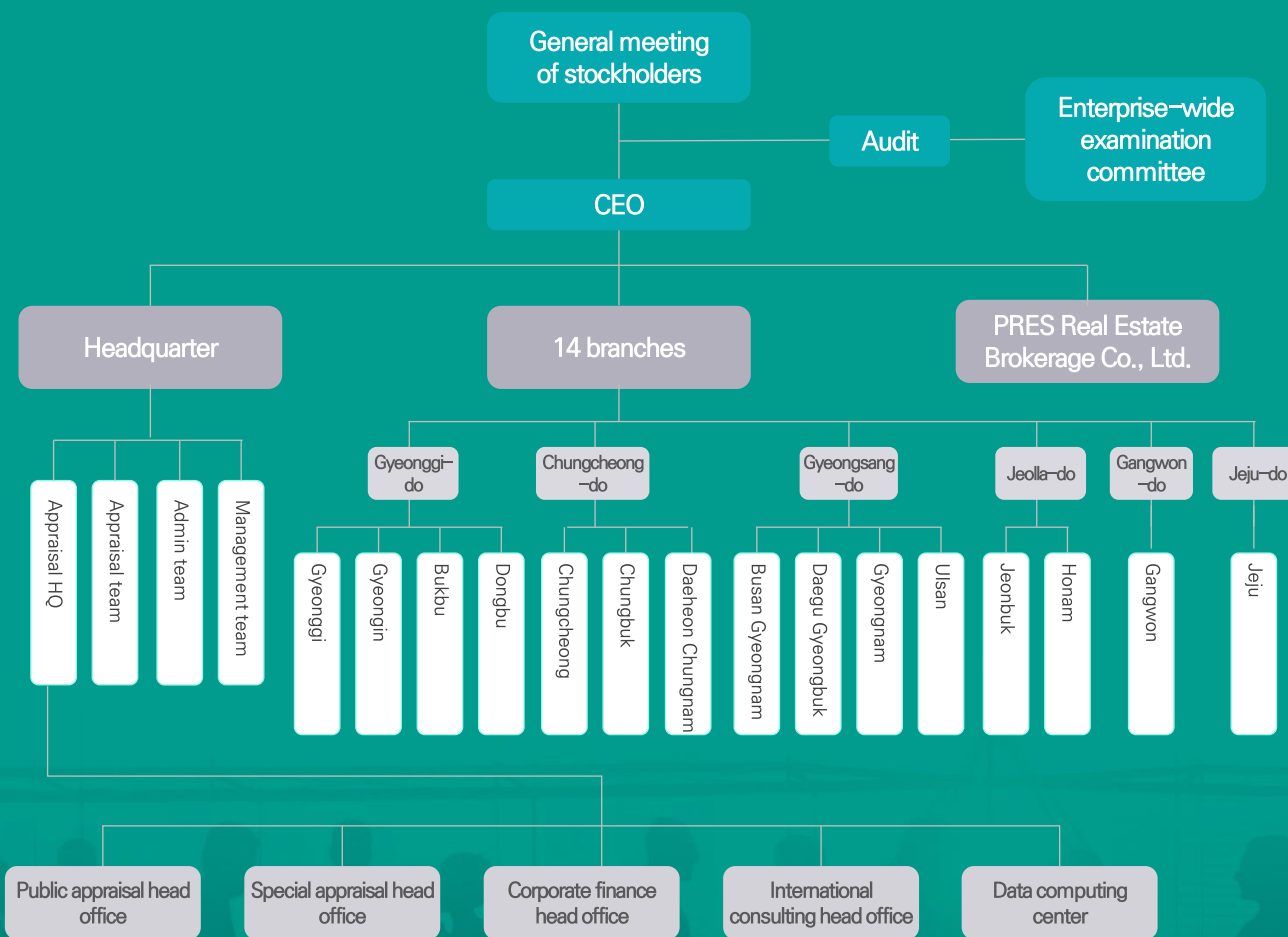 General meeting
of stockholders
Audit
Enterprise-wide
examination
committee
CEO
Headquarter
14 branches
PRES Real Estate
Brokerage Co., Ltd.
Gyeonggi-
do
Chungcheong
-do
Gyeongsang
-do
Jeolla-do
Gangwon
-do
Jeju-do
Appraisal HQ
Appraisal team
Admin team
Management team
Gyeonggi
Gyeongin
Bukbu
Dongbu
Chungcheong
Chungbuk
Daeheon Chungnam
Busan Gyeongnam
Daegu Gyeongbuk
Gyeongnam
Ulsan
Jeonbuk
Honam
Gangwon
Jeju
Public appraisal head
office
Special appraisal head
office
Corporate finance
head office
International
consulting head office
Data computing
center